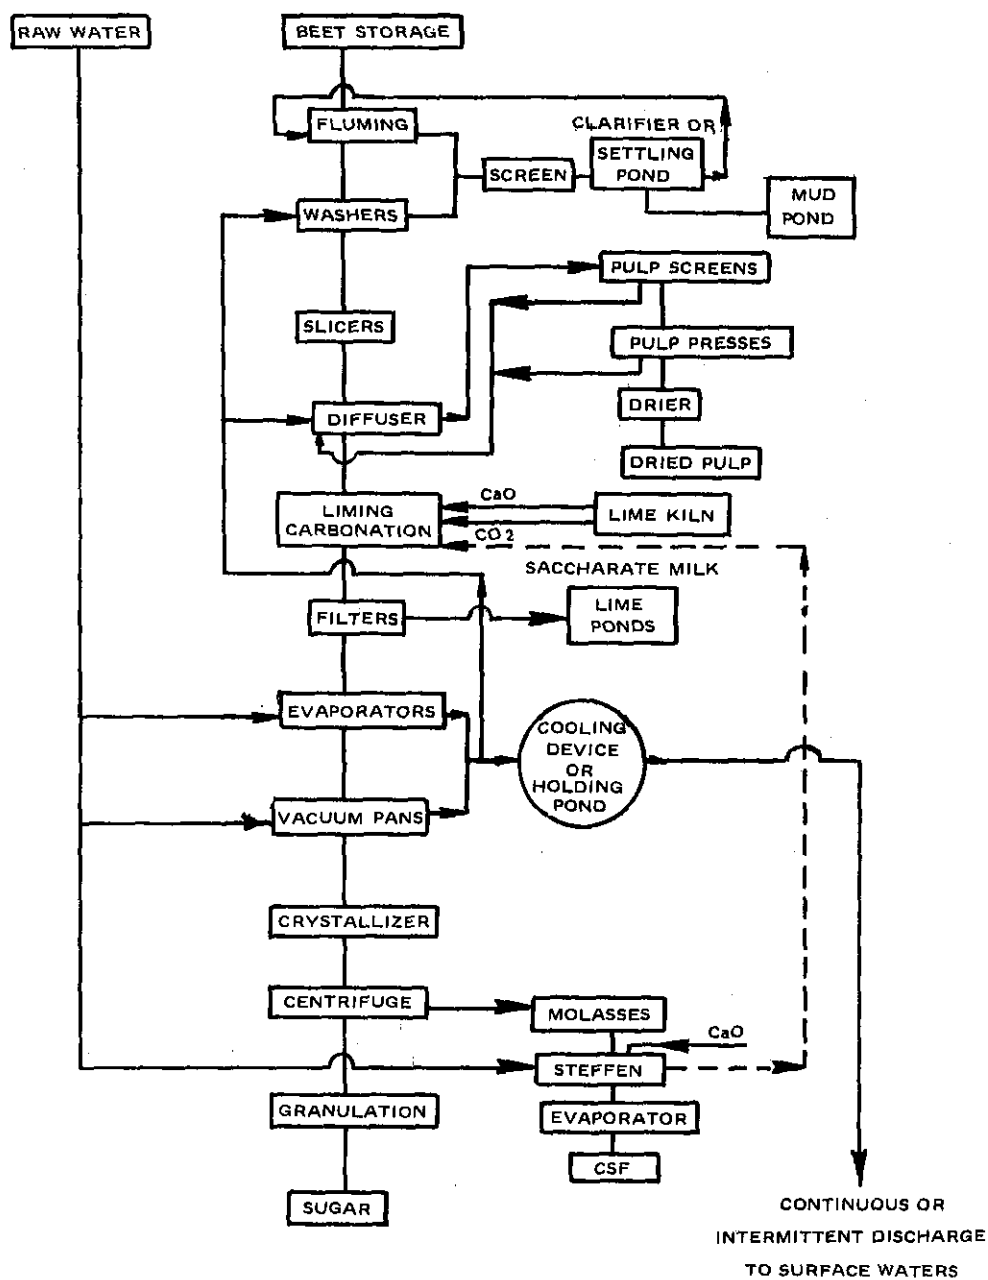 RAW WATER
BEET STORAGE
FLUMING
CLARIFIER OR
SETTLING
POND
SCREEN
MUD
POND
WASHERS
PULP SCREENS
SLICERS
PULP PRESSES
DRIER
DIFFUSER
DRIED PULP
CaO
LIMING
CARBONATION
LIME KILN
CO2
SACCHARATE MILK
FILTERS
LIME
PONDS
EVAPORATORS
COOLING
DEVICE
OR
HOLDING
POND
VACUUM PANS
CRYSTALLIZER
CENTRIFUGE
MOLASSES
CaO
STEFFEN
GRANULATION
EVAPORATOR
CSF
SUGAR
CONTINUOUS OR
INTERMITTENT DISCHARGE
TO SURFACE WATERS